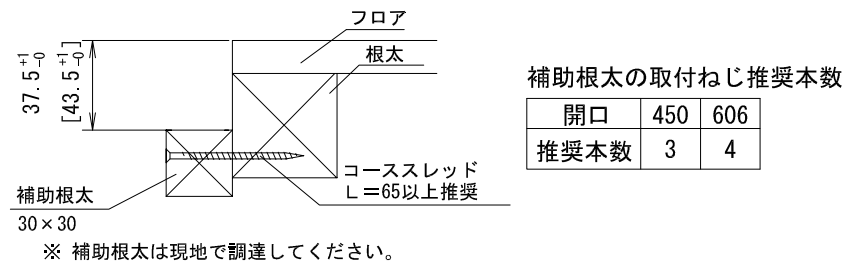 フロア
根太
37.5+1-0
[43.5+1-0]
コーススレッド
L=65以上推奨
補助根太
30×30
※ 補助根太は現地で調達してください。
補助根太の取付ねじ推奨本数
開口 450 606
推奨本数 3 4